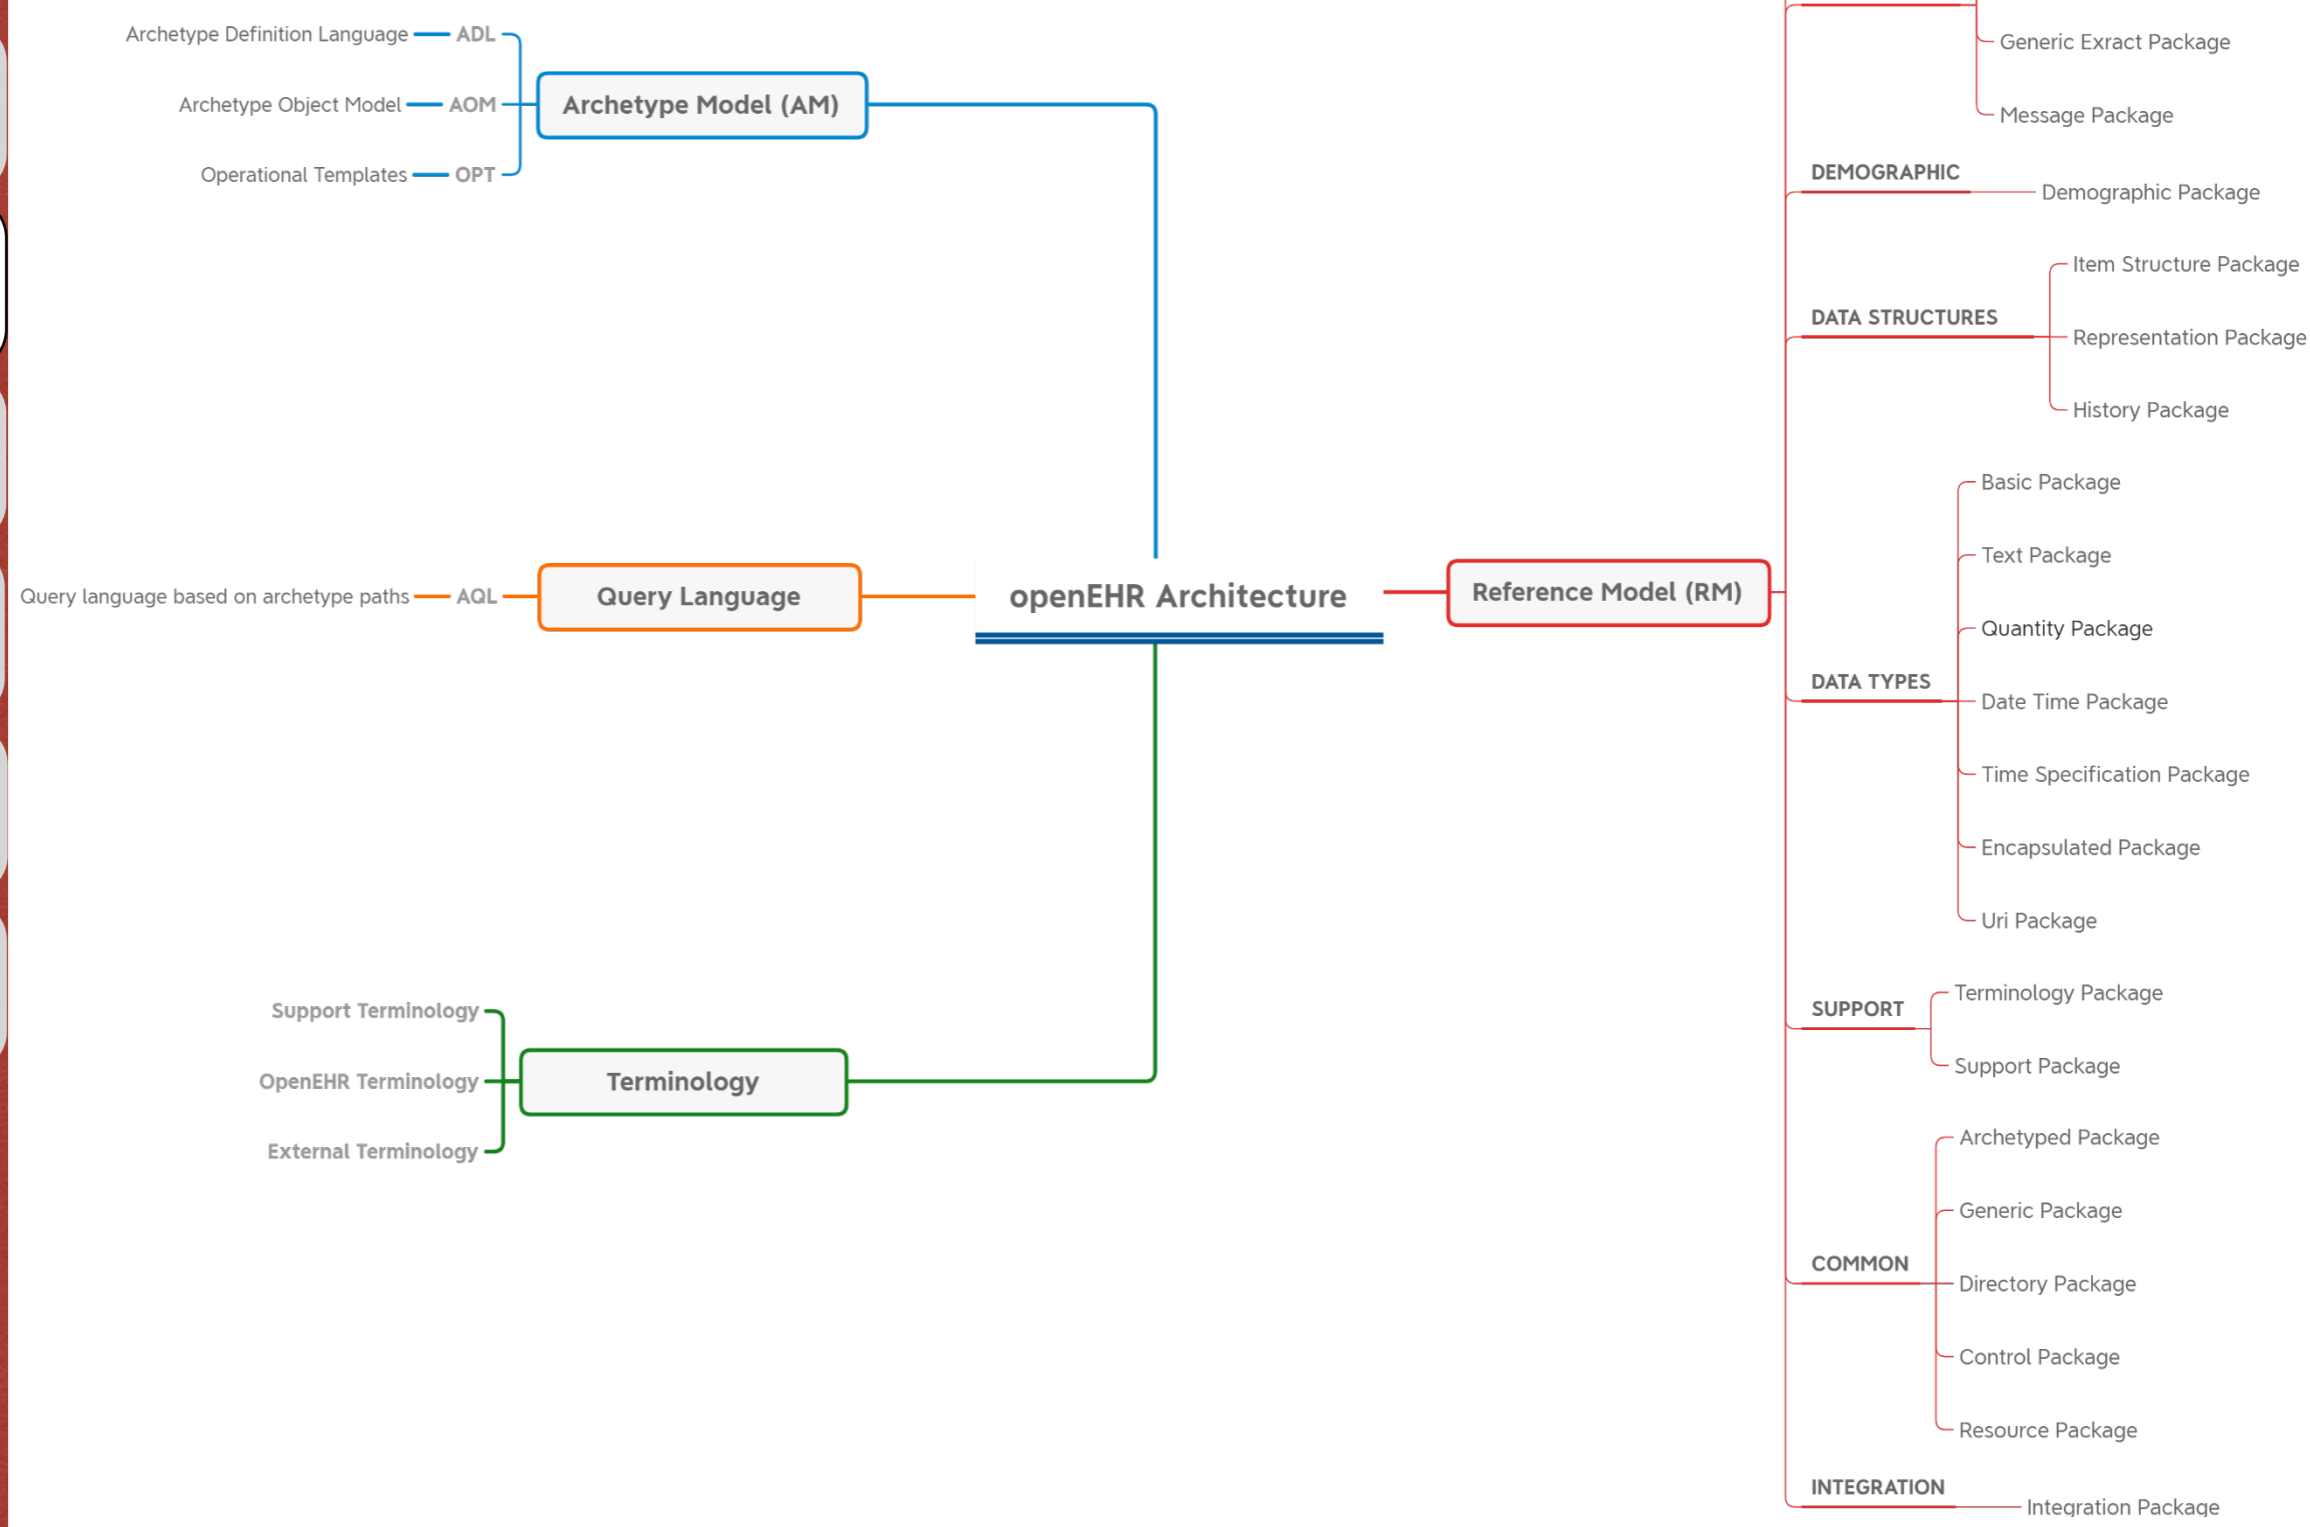 Archetype Definition Language
ADL
Archetype Object Model
AOM
Operational Templates
OPT
Archetype Model (AM)
Query language based on archetype paths
AQL
Query Language
openEHR Architecture
Support Terminology
OpenEHR Terminology
External Terminology
Terminology
Reference Model (RM)
Generic Exract Package
Message Package
DEMOGRAPHIC
Demographic Package
DATA STRUCTURES
Item Structure Package
Representation Package
History Package
DATA TYPES
Basic Package
Text Package
Quantity Package
Date Time Package
Time Specification Package
Encapsulated Package
Uri Package
SUPPORT
Terminology Package
Support Package
COMMON
Archetyped Package
Generic Package
Directory Package
Control Package
Resource Package
INTEGRATION
Integration Package